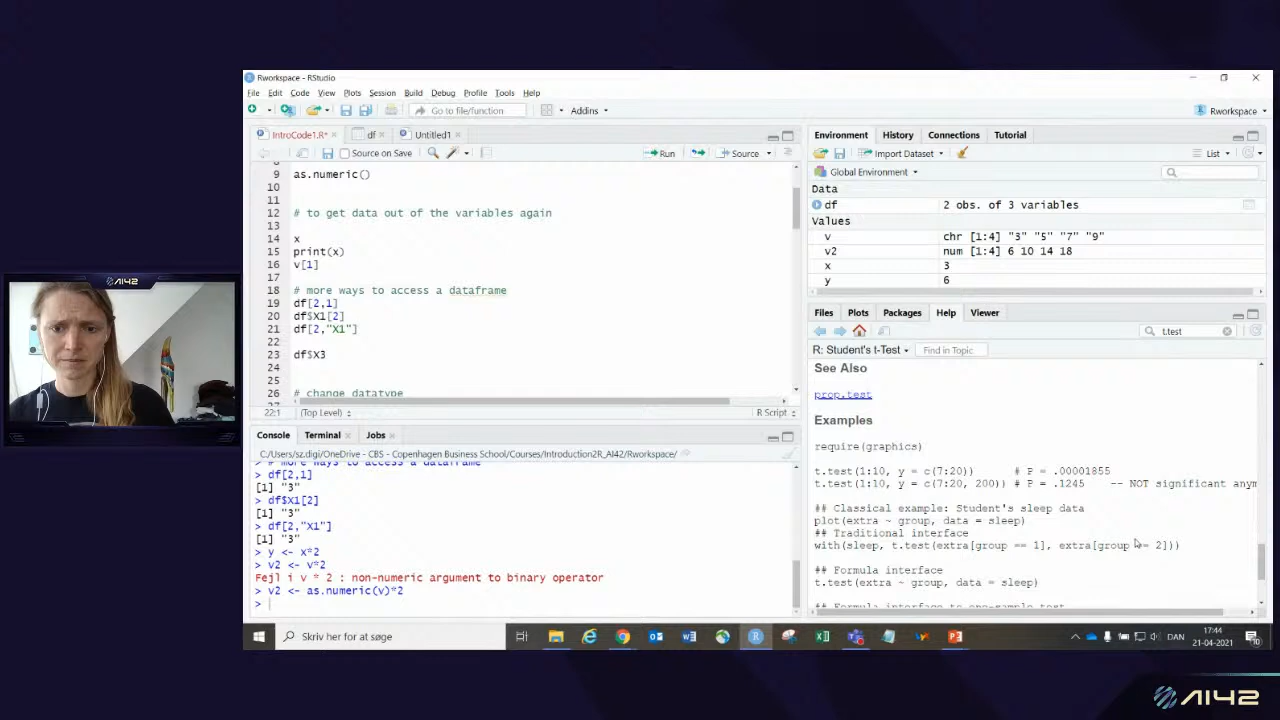 Rworkspace - RStudio
File Edit Code View Plots Session Build Debug Profile Tools Help
Go to file/function
Addins
Rworkspace
IntroCode1.R*
df
Untitled1
Source on Save
Run
Source
9 as.numeric()
10
11
12 # to get data out of the variables again
13
14 x
15 print(x)
16 v[1]
17
18 # more ways to access a dataframe
19 df[2,1]
20 df$X1[2]
21 df[2,"X1"]
22
23 df$X3
24
25
26 # change datatype
22:1 (Top Level) R Script
Console Terminal Jobs
C:/Users/sz.digi/OneDrive - CBS - Copenhagen Business School/Courses/Introduction2R_AI42/Rworkspace/
> # more ways to access a dataframe
> df[2,1]
[1] "3"
> df$X1[2]
[1] "3"
> df[2,"X1"]
[1] "3"
> y <- x*2
> v2 <- v*2
Fejl i v * 2 : non-numeric argument to binary operator
> v2 <- as.numeric(v)*2
>
Environment History Connections Tutorial
Import Dataset
List
Global Environment
Data
df 2 obs. of 3 variables
Values
v chr [1:4] "3" "5" "7" "9"
v2 num [1:4] 6 10 14 18
x 3
y 6
Files Plots Packages Help Viewer
t.test
R: Student's t-Test
Find in Topic
See Also
prop.test
Examples
require(graphics)
t.test(1:10, y = c(7:20)) # P = .00001855
t.test(1:10, y = c(7:20, 200)) # P = .1245 -- NOT significant anym
## Classical example: Student's sleep data
plot(extra ~ group, data = sleep)
## Traditional interface
with(sleep, t.test(extra[group == 1], extra[group == 2]))
## Formula interface
t.test(extra ~ group, data = sleep)
## Formula interface to one-sample test
Skriv her for at søge
DAN
17:44
21-04-2021
AI42
AI42